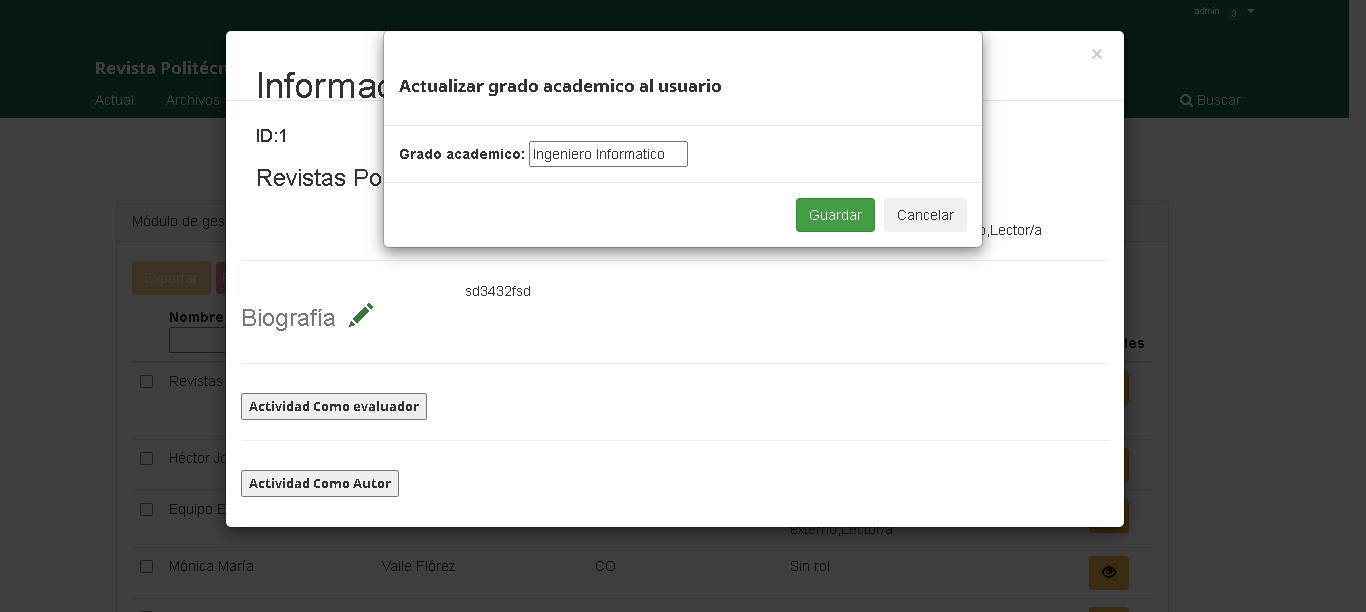 admin 3
Revista Politécn
Actual Archivos Buscar
×
Informac
Actualizar grado academico al usuario
ID:1
Grado academico: Ingeniero Informatico
Revistas Po
Guardar Cancelar
Módulo de ges
o,Lector/a
Exportar
sd3432fsd
Biografía
Nombre
les
Revistas
Actividad Como evaluador
Héctor Jo
Actividad Como Autor
Equipo E
externo,Lector/a
Mónica María Valle Flórez CO Sin rol